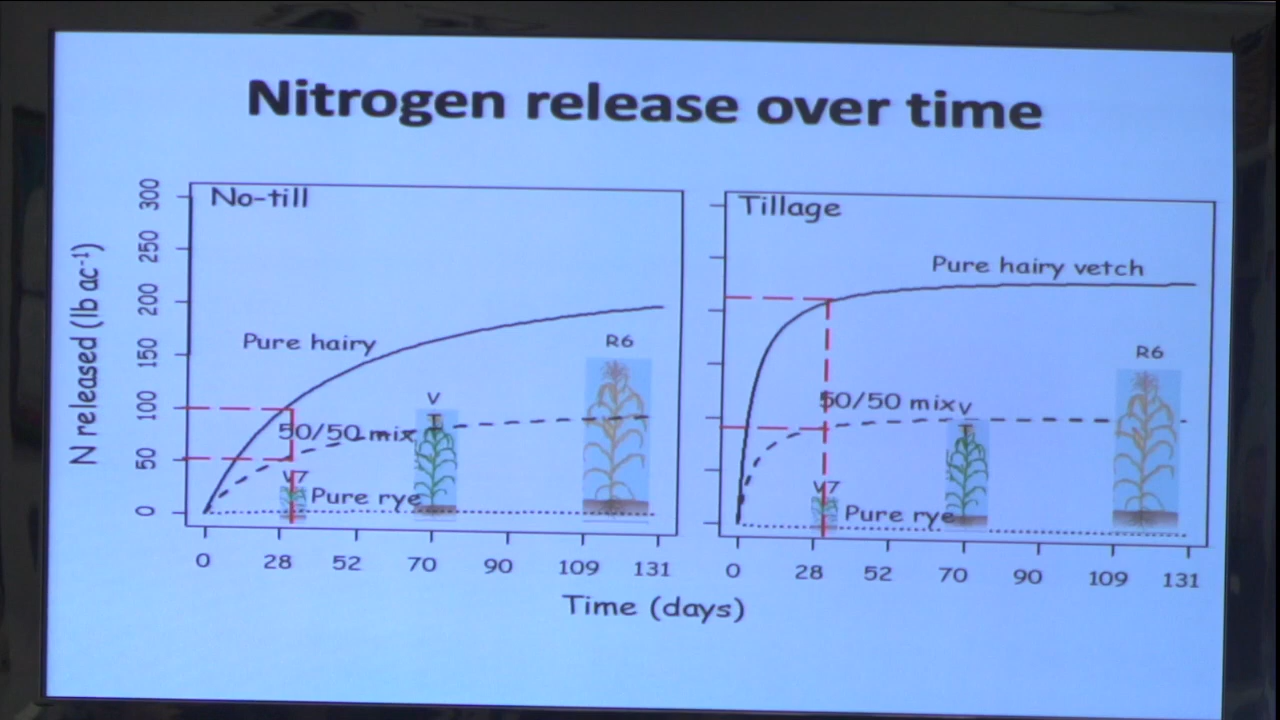 Nitrogen release over time
No-till
N released (lb ac⁻¹)
300
250
200
150
100
50
0
Pure hairy
50/50 mix
Pure rye
V7
V
R6
0 28 52 70 90 109 131
Tillage
Pure hairy vetch
50/50 mix
Pure rye
V7
V
R6
0 28 52 70 90 109 131
Time (days)